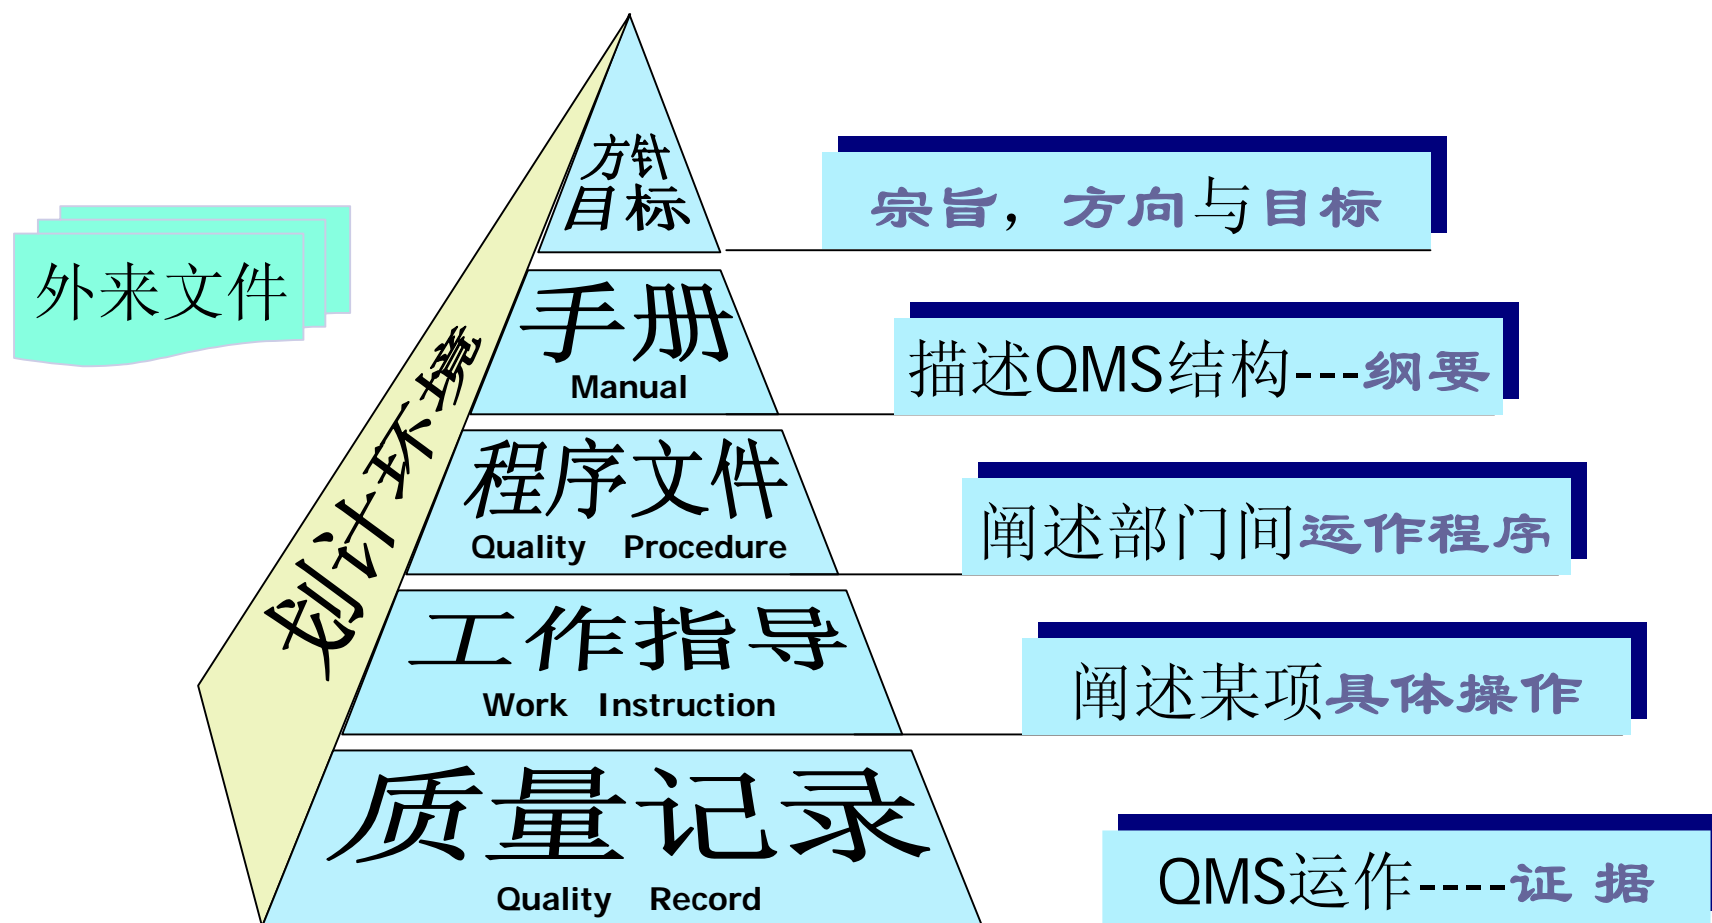 方针
目标
宗旨，方向与目标
外来文件
手册
Manual
描述QMS结构---纲要
划计环境
程序文件
Quality Procedure
阐述部门间运作程序
工作指导
Work Instruction
阐述某项具体操作
质量记录
Quality Record
QMS运作----证 据